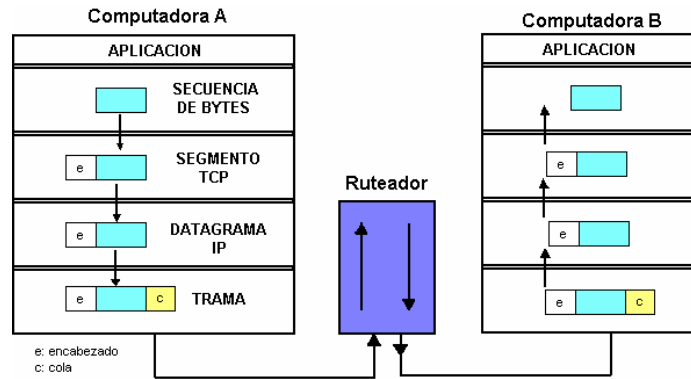 Computadora A
APLICACION
SECUENCIA
DE BYTES
e
SEGMENTO
TCP
e
DATAGRAMA
IP
e
c
TRAMA
e: encabezado
c: cola
Ruteador
Computadora B
APLICACION
e
e
e
c